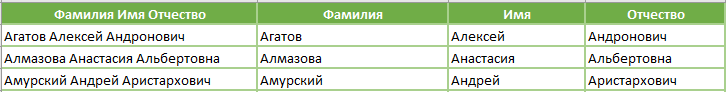 Фамилия Имя Отчество Фамилия Имя Отчество
Агатов Алексей Андронович Агатов Алексей Андронович
Алмазова Анастасия Альбертовна Алмазова Анастасия Альбертовна
Амурский Андрей Аристархович Амурский Андрей Аристархович